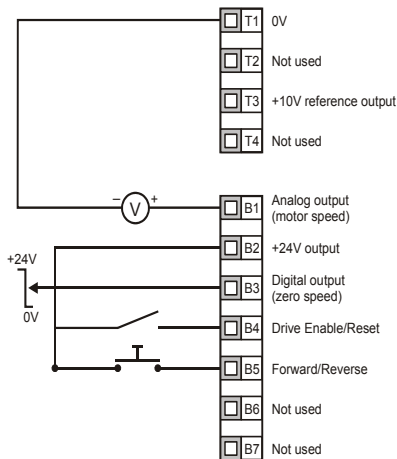 T1 0V
T2 Not used
T3 +10V reference output
T4 Not used
– V +
B1 Analog output
(motor speed)
B2 +24V output
+24V
B3 Digital output
(zero speed)
0V
B4 Drive Enable/Reset
B5 Forward/Reverse
B6 Not used
B7 Not used